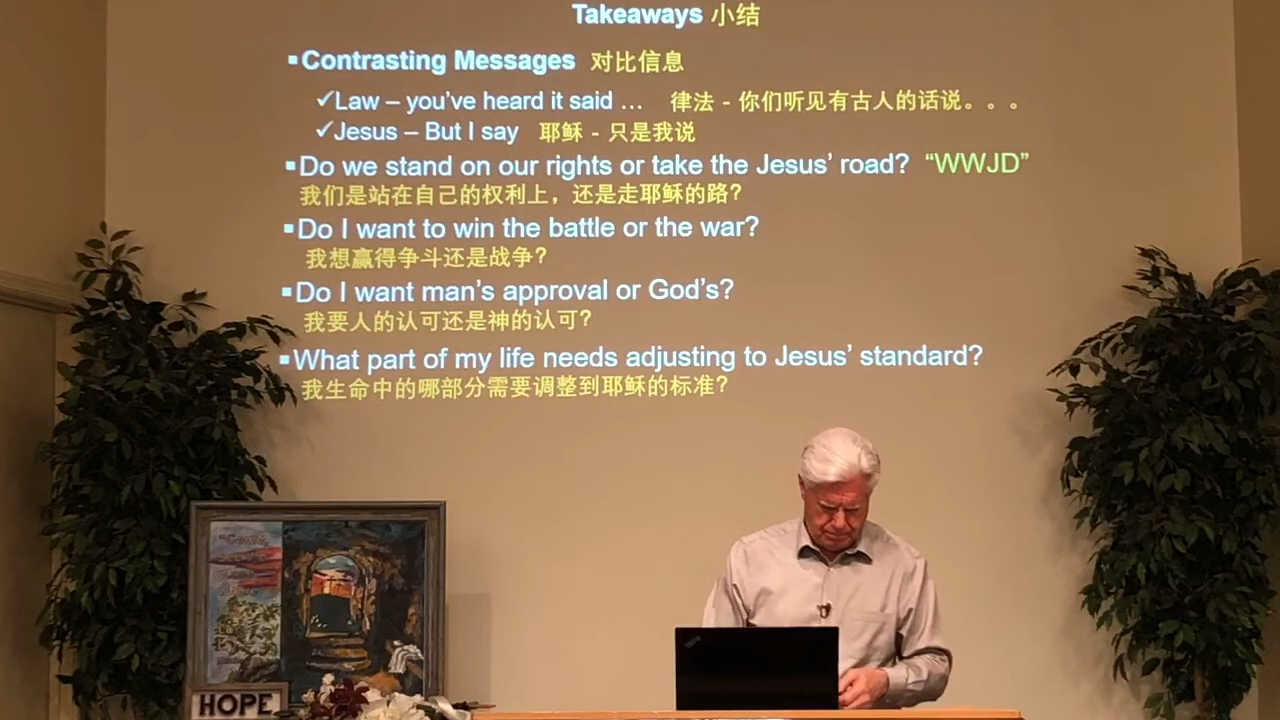 Takeaways 小结
▪Contrasting Messages 对比信息
✓Law – you’ve heard it said … 律法 - 你们听见有古人的话说。。。
✓Jesus – But I say 耶稣 - 只是我说
▪Do we stand on our rights or take the Jesus’ road? “WWJD”
我们是站在自己的权利上，还是走耶稣的路?
▪Do I want to win the battle or the war?
我想赢得争斗还是战争?
▪Do I want man’s approval or God’s?
我要人的认可还是神的认可?
▪What part of my life needs adjusting to Jesus’ standard?
我生命中的哪部分需要调整到耶稣的标准?
HOPE